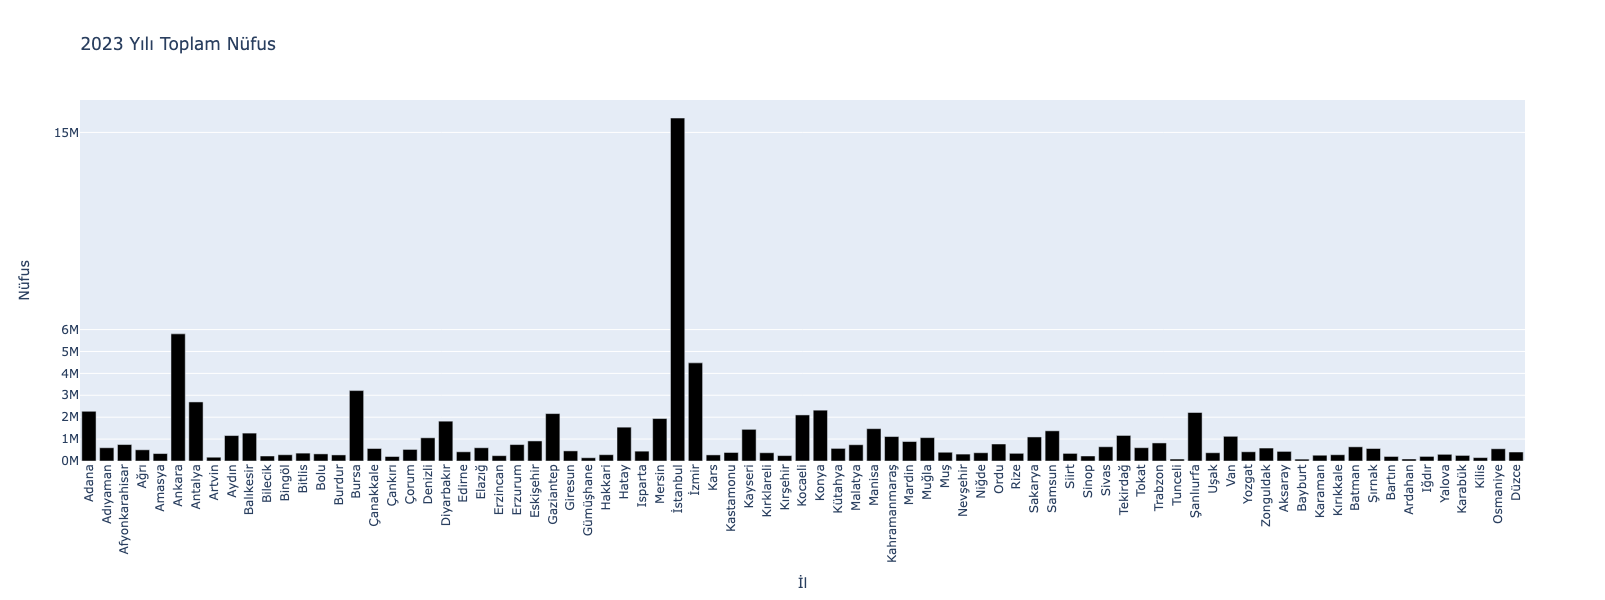 2023 Yılı Toplam Nüfus
15M
6M
5M
4M
3M
2M
1M
0M
Nüfus
Adana
Adıyaman
Afyonkarahisar
Ağrı
Amasya
Ankara
Antalya
Artvin
Aydın
Balıkesir
Bilecik
Bingöl
Bitlis
Bolu
Burdur
Bursa
Çanakkale
Çankırı
Çorum
Denizli
Diyarbakır
Edirne
Elazığ
Erzincan
Erzurum
Eskişehir
Gaziantep
Giresun
Gümüşhane
Hakkari
Hatay
Isparta
Mersin
İstanbul
İzmir
Kars
Kastamonu
Kayseri
Kırklareli
Kırşehir
Kocaeli
Konya
Kütahya
Malatya
Manisa
Kahramanmaraş
Mardin
Muğla
Muş
Nevşehir
Niğde
Ordu
Rize
Sakarya
Samsun
Siirt
Sinop
Sivas
Tekirdağ
Tokat
Trabzon
Tunceli
Şanlıurfa
Uşak
Van
Yozgat
Zonguldak
Aksaray
Bayburt
Karaman
Kırıkkale
Batman
Şırnak
Bartın
Ardahan
Iğdır
Yalova
Karabük
Kilis
Osmaniye
Düzce
İl